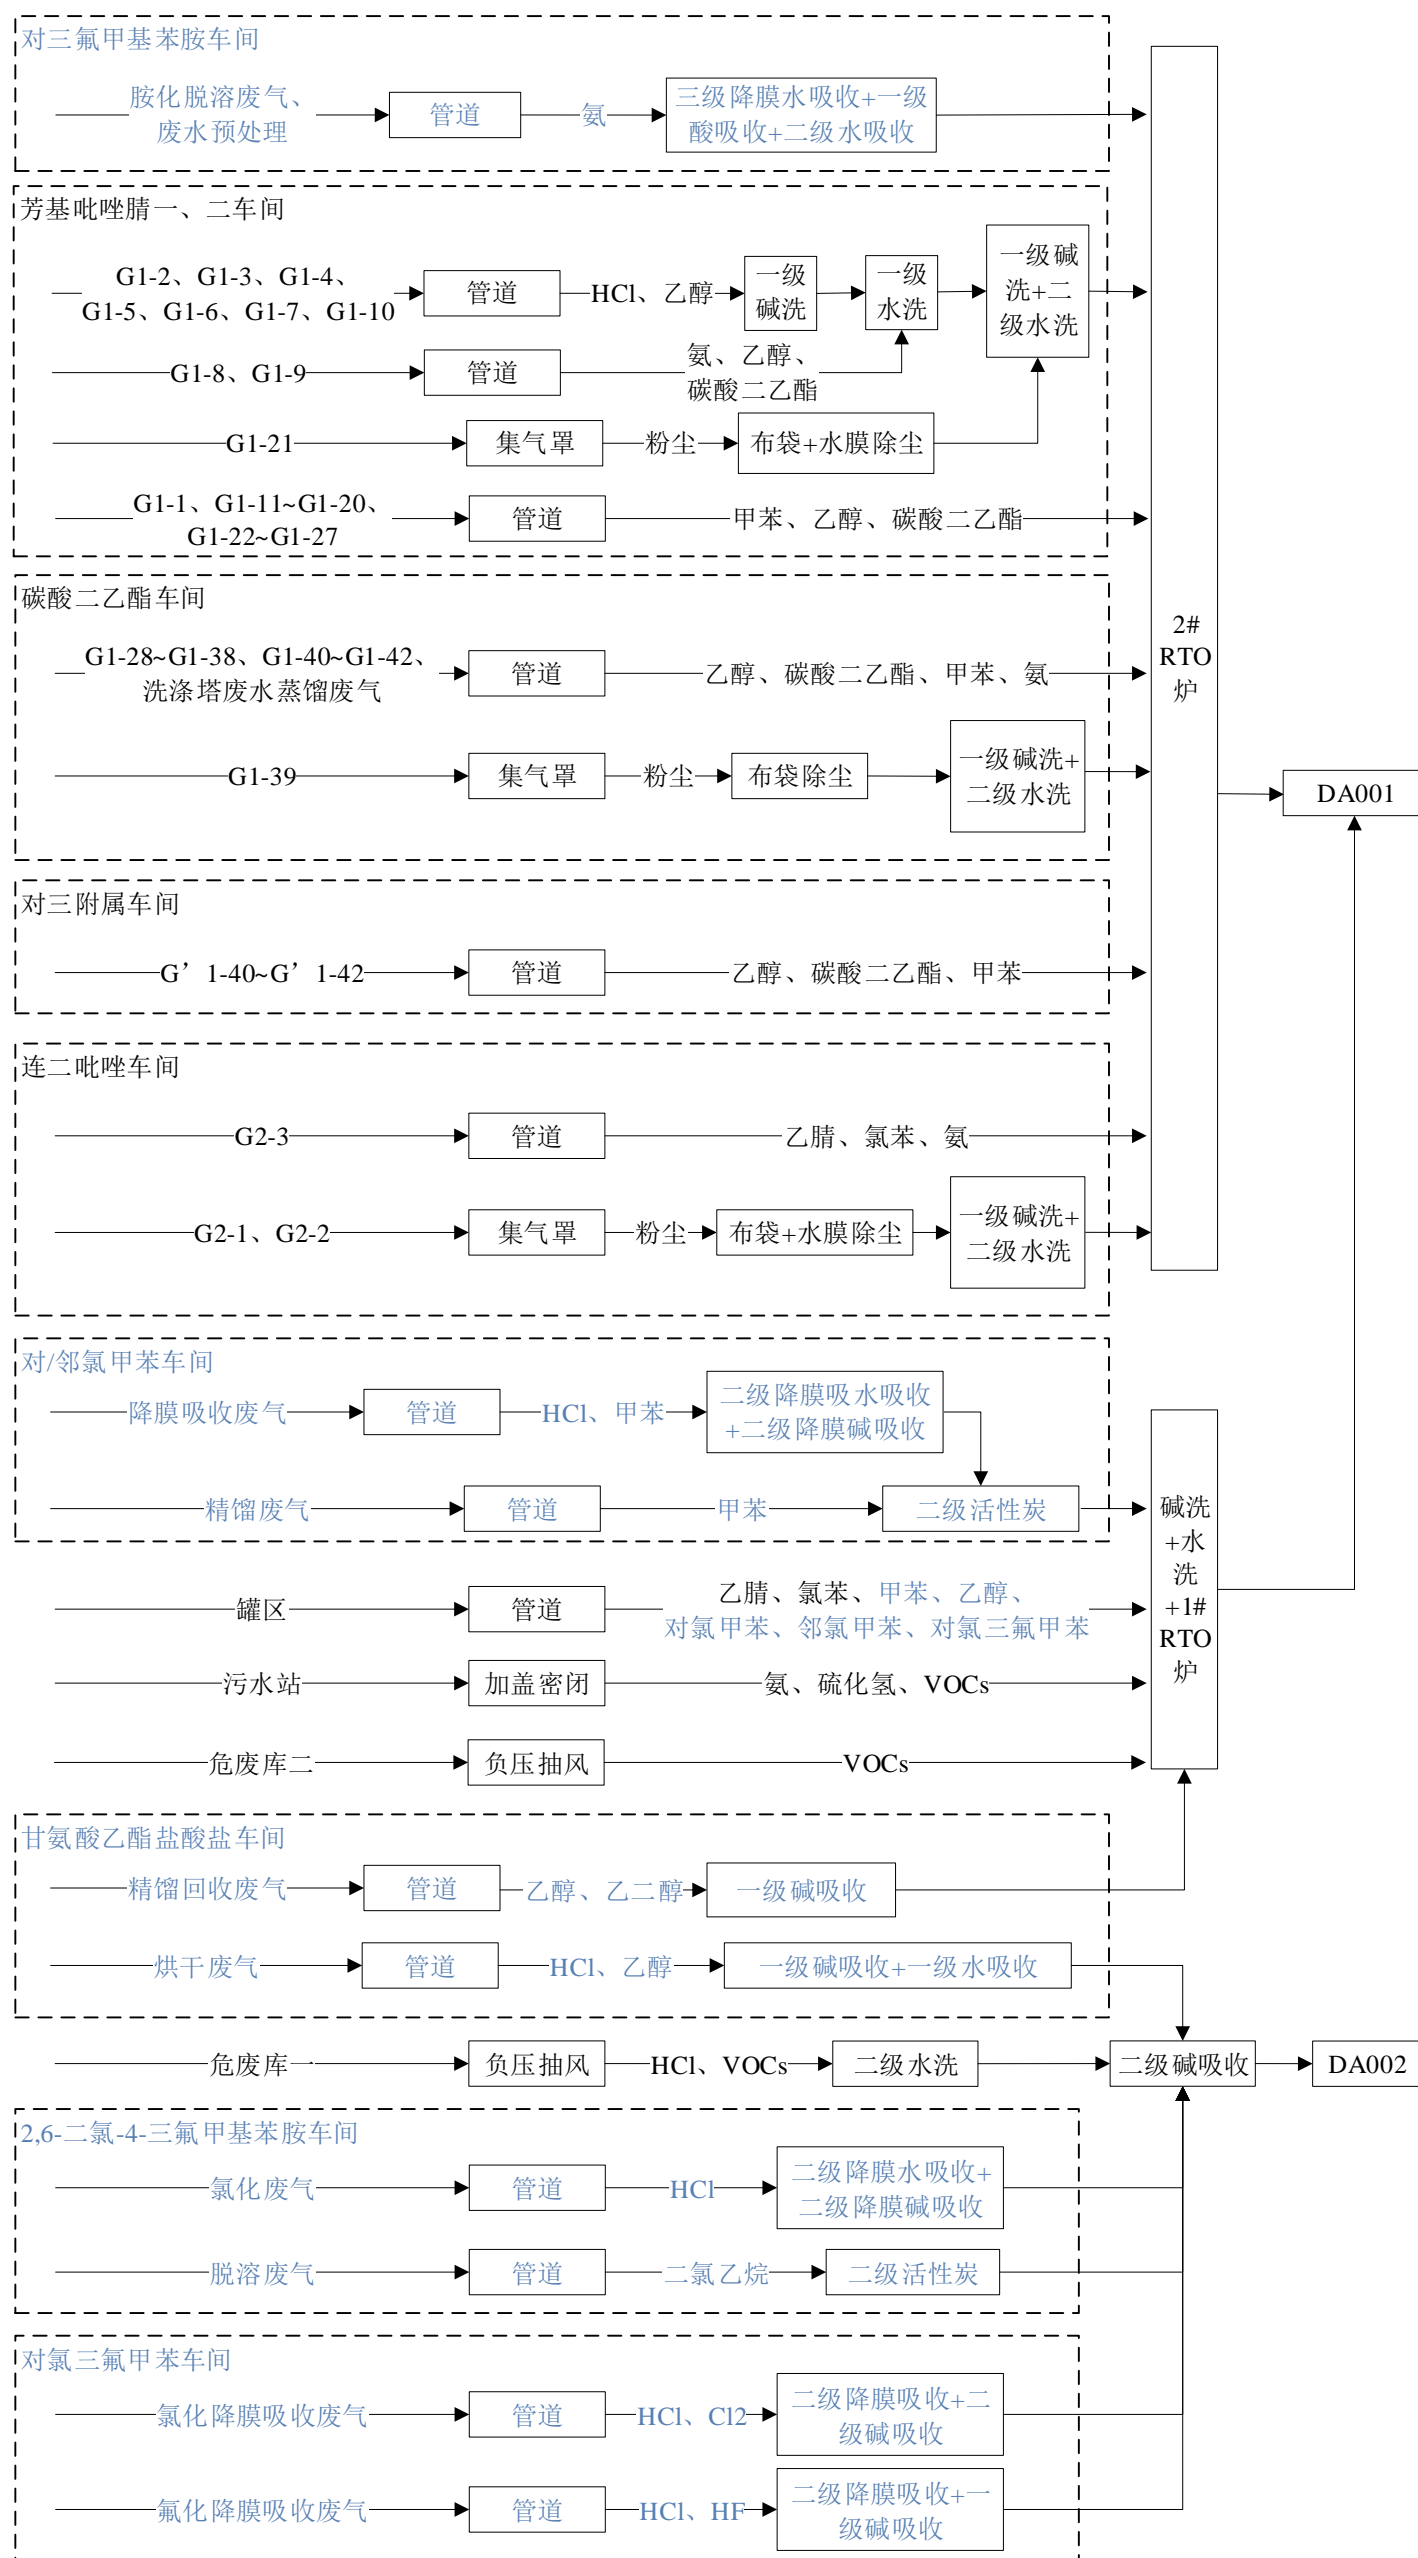 对三氟甲基苯胺车间
胺化脱溶废气、
废水预处理
管道
氨
三级降膜水吸收+一级
酸吸收+二级水吸收
芳基吡唑腈一、二车间
G1-2、G1-3、G1-4、
G1-5、G1-6、G1-7、G1-10
管道
HCl、乙醇
一级
碱洗
一级
水洗
一级碱
洗+二
级水洗
G1-8、G1-9
管道
氨、乙醇、
碳酸二乙酯
G1-21
集气罩
粉尘
布袋+水膜除尘
G1-1、G1-11~G1-20、
G1-22~G1-27
管道
甲苯、乙醇、碳酸二乙酯
碳酸二乙酯车间
G1-28~G1-38、G1-40~G1-42、
洗涤塔废水蒸馏废气
管道
乙醇、碳酸二乙酯、甲苯、氨
2#
RTO
炉
G1-39
集气罩
粉尘
布袋除尘
一级碱洗+
二级水洗
DA001
对三附属车间
G’1-40~G’1-42
管道
乙醇、碳酸二乙酯、甲苯
连二吡唑车间
G2-3
管道
乙腈、氯苯、氨
G2-1、G2-2
集气罩
粉尘
布袋+水膜除尘
一级碱洗+
二级水洗
对/邻氯甲苯车间
降膜吸收废气
管道
HCl、甲苯
二级降膜吸水吸收
+二级降膜碱吸收
精馏废气
管道
甲苯
二级活性炭
碱洗
+水
洗
+1#
RTO
炉
罐区
管道
乙腈、氯苯、甲苯、乙醇、
对氯甲苯、邻氯甲苯、对氯三氟甲苯
污水站
加盖密闭
氨、硫化氢、VOCs
危废库二
负压抽风
VOCs
甘氨酸乙酯盐酸盐车间
精馏回收废气
管道
乙醇、乙二醇
一级碱吸收
烘干废气
管道
HCl、乙醇
一级碱吸收+一级水吸收
危废库一
负压抽风
HCl、VOCs
二级水洗
二级碱吸收
DA002
2,6-二氯-4-三氟甲基苯胺车间
氯化废气
管道
HCl
二级降膜水吸收+
二级降膜碱吸收
脱溶废气
管道
二氯乙烷
二级活性炭
对氯三氟甲苯车间
氯化降膜吸收废气
管道
HCl、Cl2
二级降膜吸收+二
级碱吸收
氟化降膜吸收废气
管道
HCl、HF
二级降膜吸收+一
级碱吸收